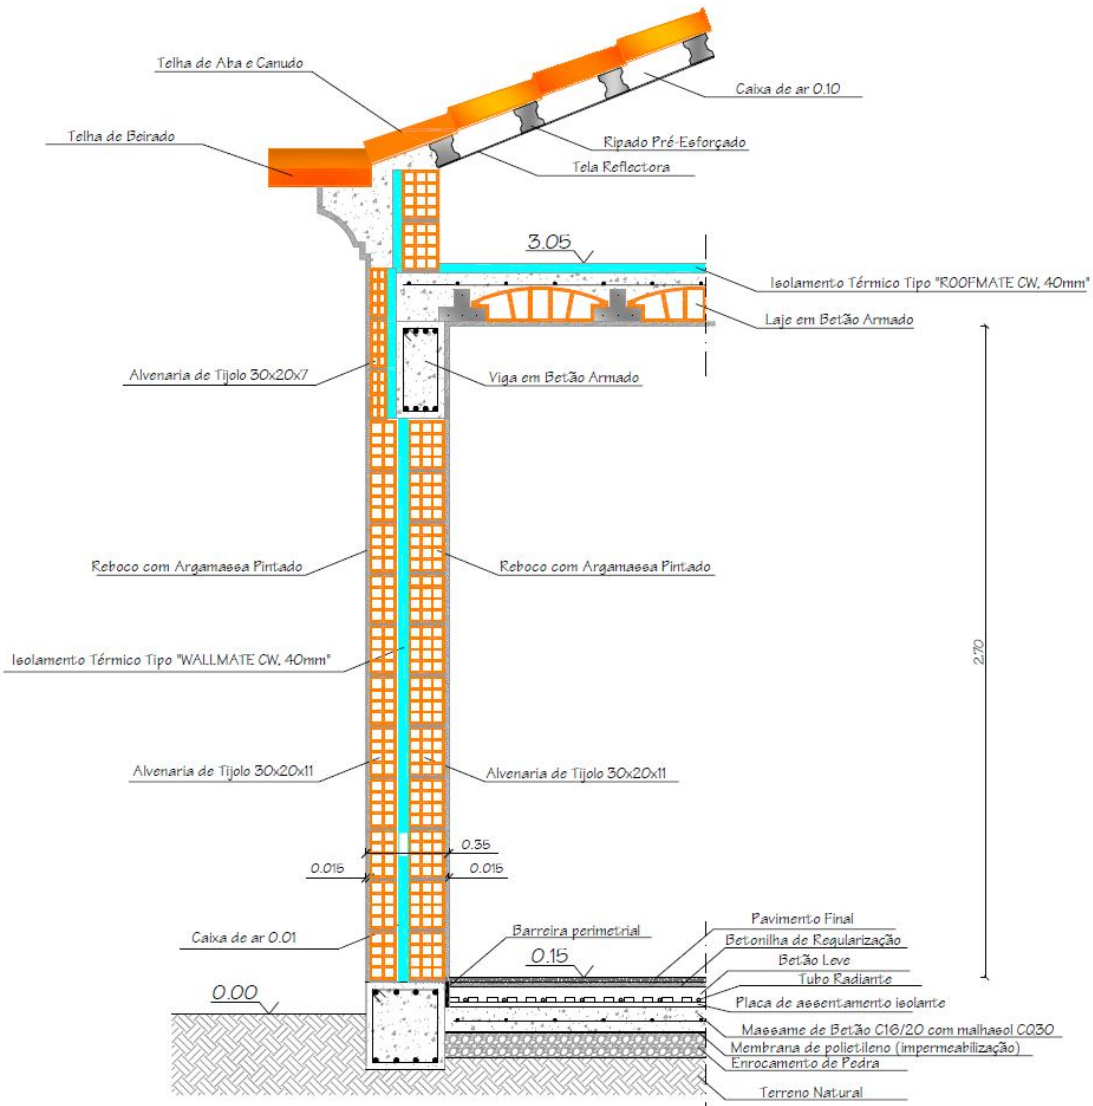 Telha de Aba e Canudo
Caixa de ar 0.10
Telha de Beirado
Ripado Pré-Esforçado
Tela Reflectora
3.05
Isolamento Térmico Tipo "ROOFMATE CW, 40mm"
Laje em Betão Armado
Alvenaria de Tijolo 30x20x7
Viga em Betão Armado
Reboco com Argamassa Pintado
Reboco com Argamassa Pintado
2.70
Isolamento Térmico Tipo "WALLMATE CW, 40mm"
Alvenaria de Tijolo 30x20x11
Alvenaria de Tijolo 30x20x11
0.35
0.015
0.015
Caixa de ar 0.01
Barreira perimetrial
Pavimento Final
Betonilha de Regularização
0.15
Betão Leve
Tubo Radiante
0.00
Placa de assentamento isolante
Massame de Betão C16/20 com malhasol CQ30
Membrana de polietileno (impermeabilização)
Enrocamento de Pedra
Terreno Natural